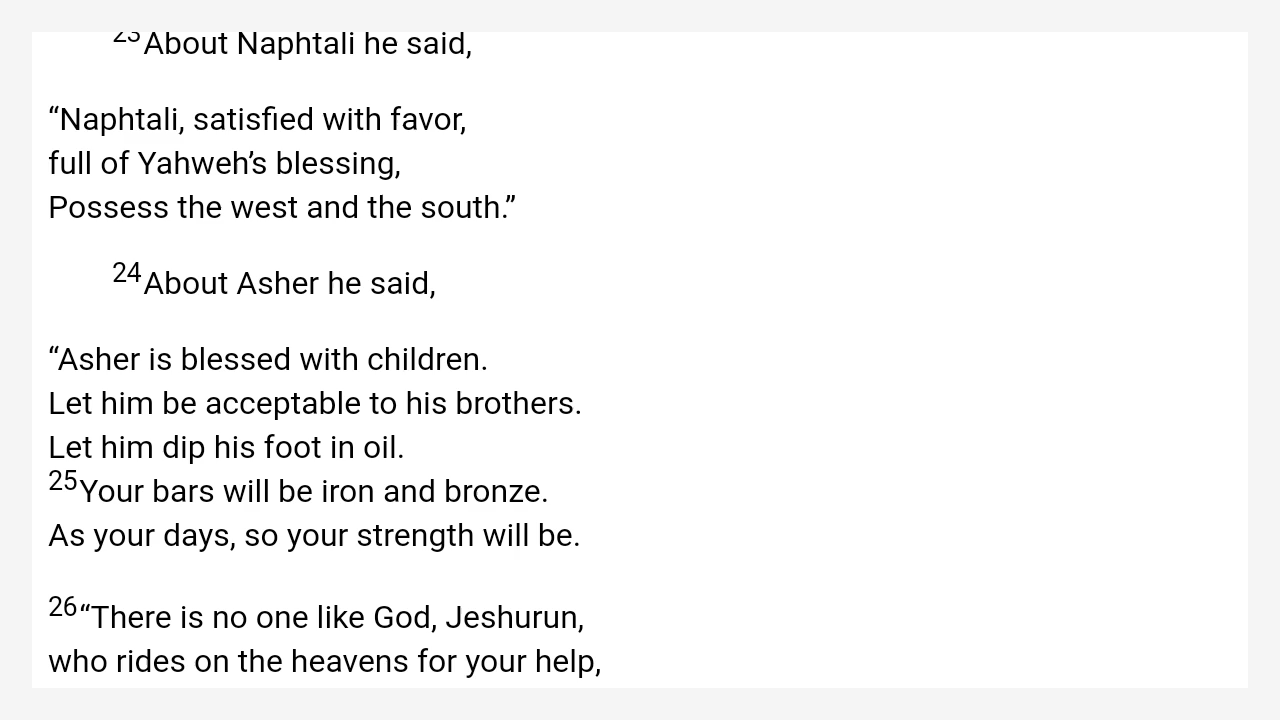 23About Naphtali he said,
“Naphtali, satisfied with favor,
full of Yahweh’s blessing,
Possess the west and the south.”
24About Asher he said,
“Asher is blessed with children.
Let him be acceptable to his brothers.
Let him dip his foot in oil.
25Your bars will be iron and bronze.
As your days, so your strength will be.
26“There is no one like God, Jeshurun,
who rides on the heavens for your help,